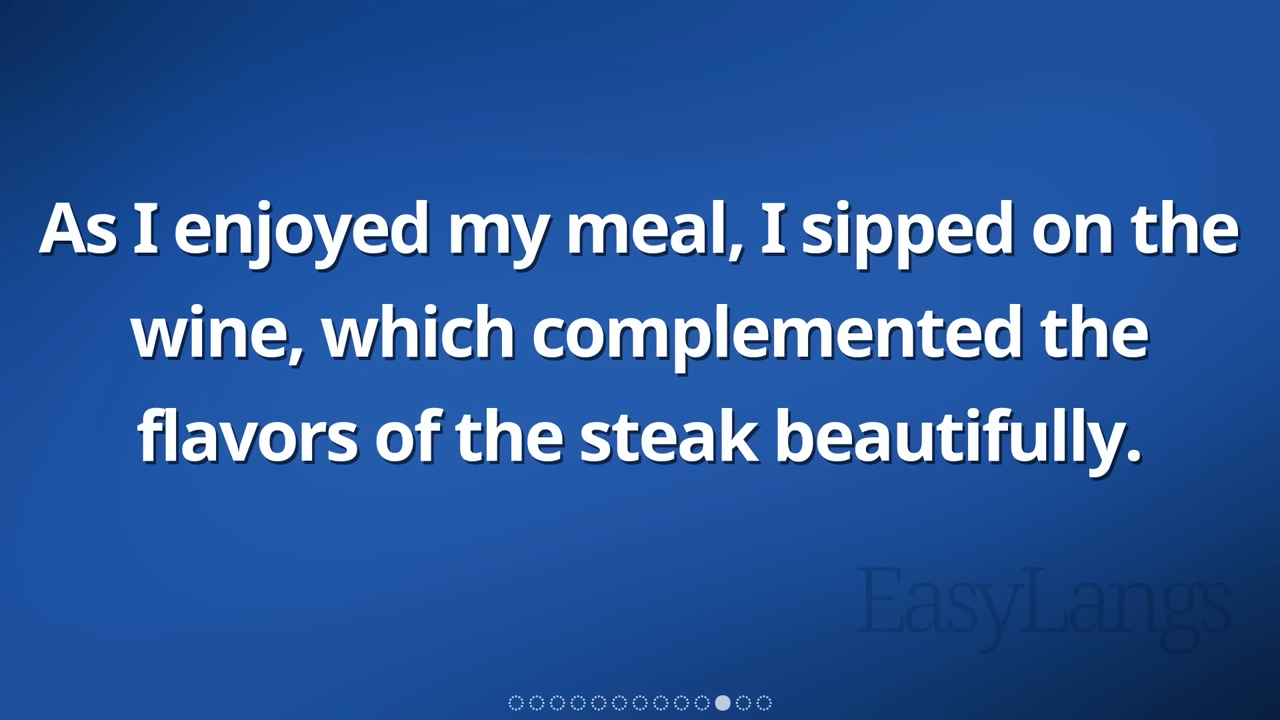 As I enjoyed my meal, I sipped on the
wine, which complemented the
flavors of the steak beautifully.
EasyLangs